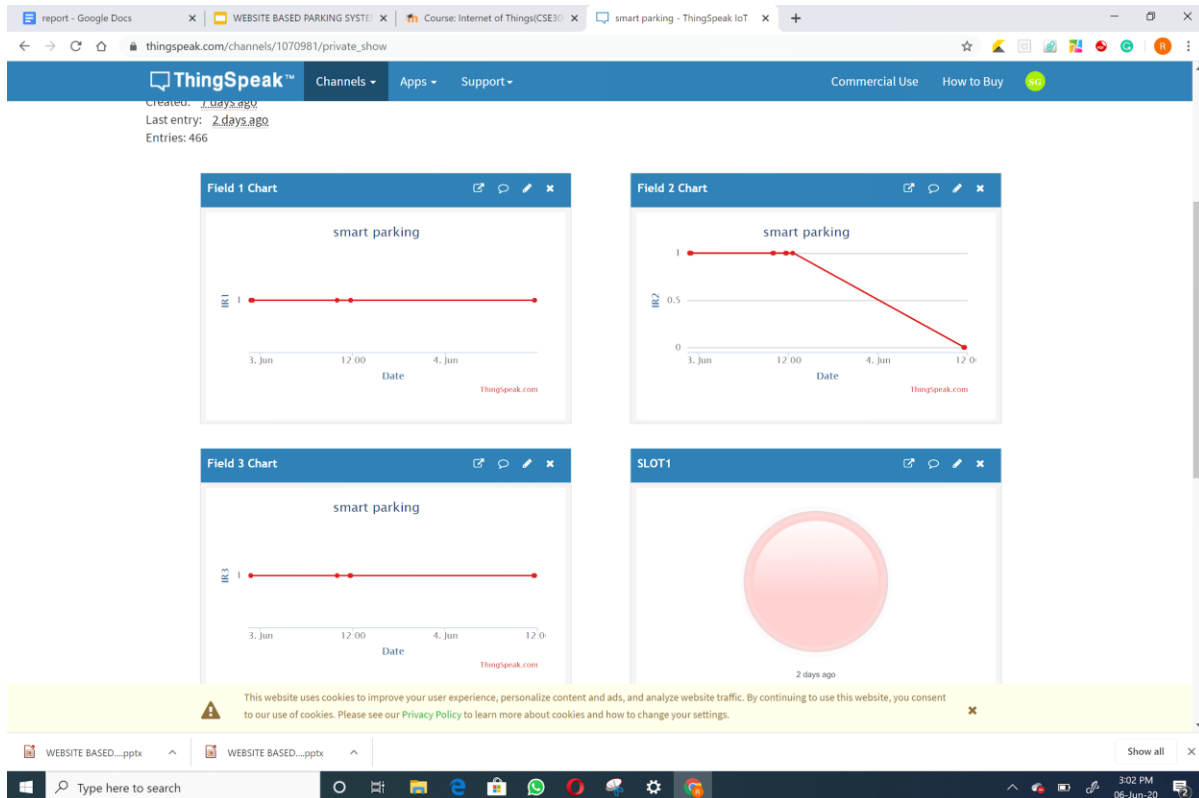 report - Google Docs
WEBSITE BASED PARKING SYSTE
Course: Internet of Things(CSE30
smart parking - ThingSpeak IoT
thingspeak.com/channels/1070981/private_show
R
ThingSpeak™
Channels
Apps
Support
Commercial Use
How to Buy
SG
Created: 7 days ago
Last entry: 2 days ago
Entries: 466
Field 1 Chart
smart parking
IR1
1
3. Jun
12:00
4. Jun
Date
ThingSpeak.com
Field 2 Chart
smart parking
IR2
1
0.5
0
3. Jun
12:00
4. Jun
12:0
Date
ThingSpeak.com
Field 3 Chart
smart parking
IR3
1
3. Jun
12:00
4. Jun
12:0
Date
ThingSpeak.com
SLOT1
2 days ago
This website uses cookies to improve your user experience, personalize content and ads, and analyze website traffic. By continuing to use this website, you consent
to our use of cookies. Please see our Privacy Policy to learn more about cookies and how to change your settings.
WEBSITE BASED....pptx
WEBSITE BASED....pptx
Show all
Type here to search
3:02 PM
06-Jun-20
2